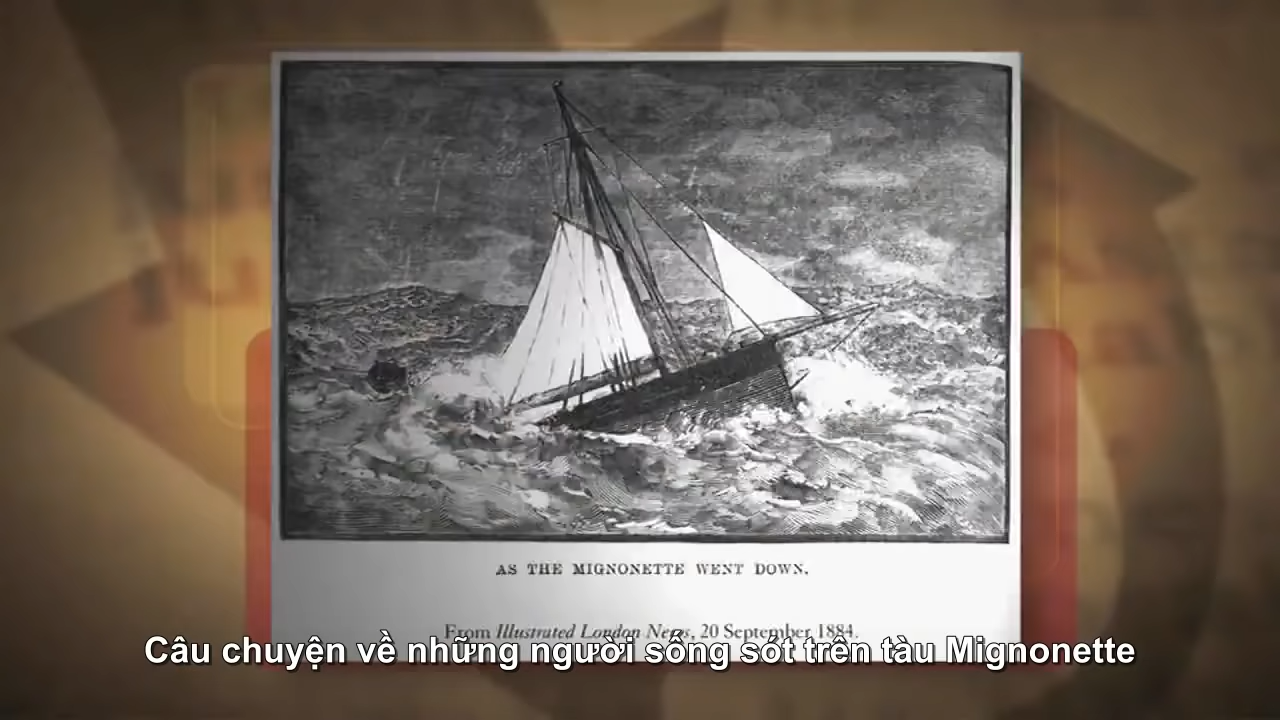 AS THE MIGNONETTE WENT DOWN.
From Illustrated London News, 20 September 1884.
Câu chuyện về những người sống sót trên tàu Mignonette